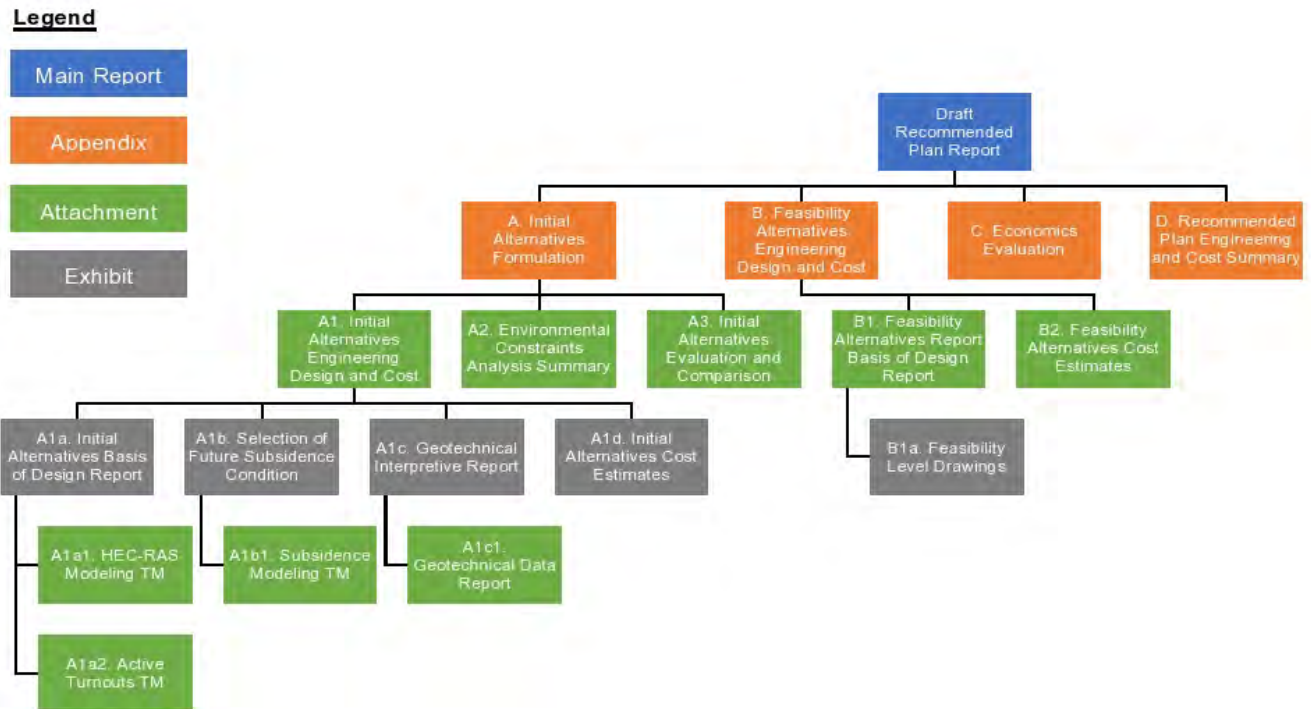 Legend
Main Report
Appendix
Attachment
Exhibit
Draft
Recommended
Plan Report
A. Initial
Alternatives
Formulation
B. Feasibility
Alternatives
Engineering
Design and Cost
C. Economics
Evaluation
D. Recommended
Plan Engineering
and Cost Summary
A1. Initial
Alternatives
Engineering
Design and Cost
A2. Environmental
Constraints
Analysis Summary
A3. Initial
Alternatives
Evaluation and
Comparison
B1. Feasibility
Alternatives Report
Basis of Design
Report
B2. Feasibility
Alternatives Cost
Estimates
A1a. Initial
Alternatives Basis
of Design Report
A1b. Selection of
Future Subsidence
Condition
A1c. Geotechnical
Interpretive Report
A1d. Initial
Alternatives Cost
Estimates
B1a. Feasibility
Level Drawings
A1a1. HEC-RAS
Modeling TM
A1b1. Subsidence
Modeling TM
A1c1.
Geotechnical Data
Report
A1a2. Active
Turnouts TM